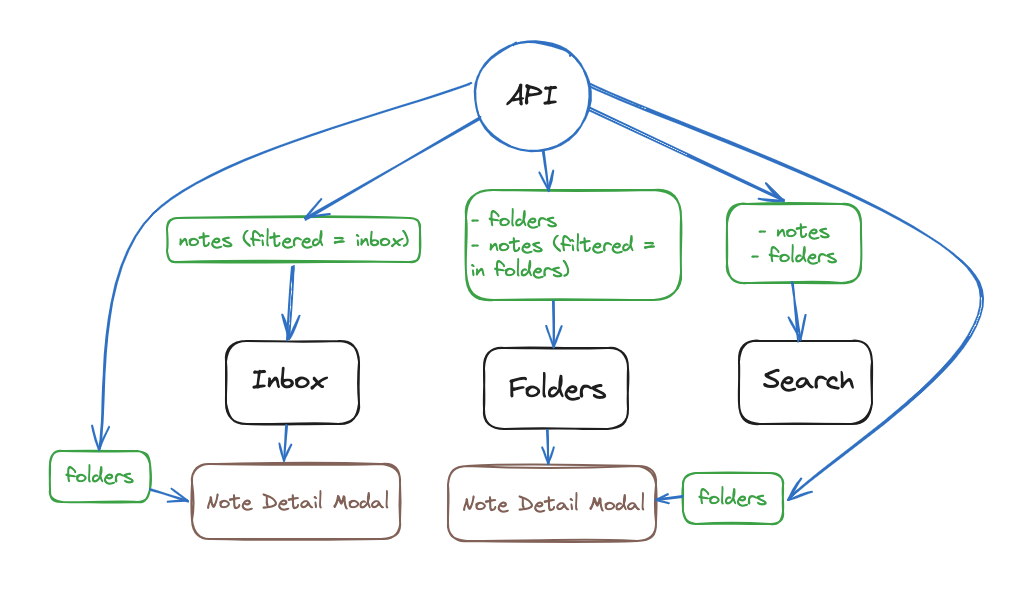 API
notes (filtered = inbox)
- folders
- notes (filtered =
in folders)
- notes
- folders
Inbox
Folders
Search
folders
Note Detail Modal
Note Detail Modal
folders